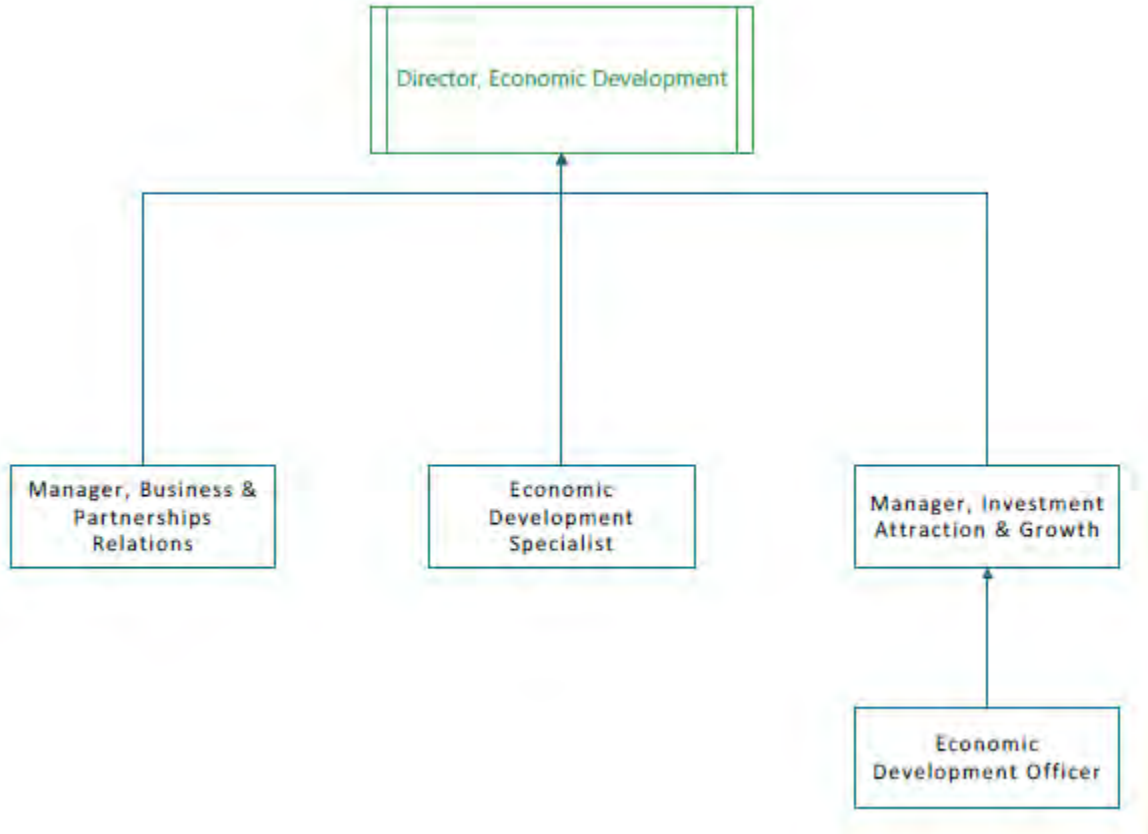 Director, Economic Development
Manager, Business &
Partnerships
Relations
Economic
Development
Specialist
Manager, Investment
Attraction & Growth
Economic
Development Officer